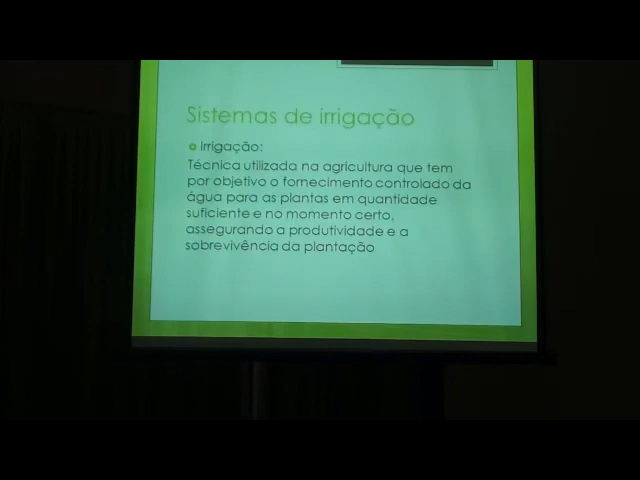 Sistemas de irrigação
Irrigação:
Técnica utilizada na agricultura que tem
por objetivo o fornecimento controlado da
água para as plantas em quantidade
suficiente e no momento certo,
assegurando a produtividade e a
sobrevivência da plantação